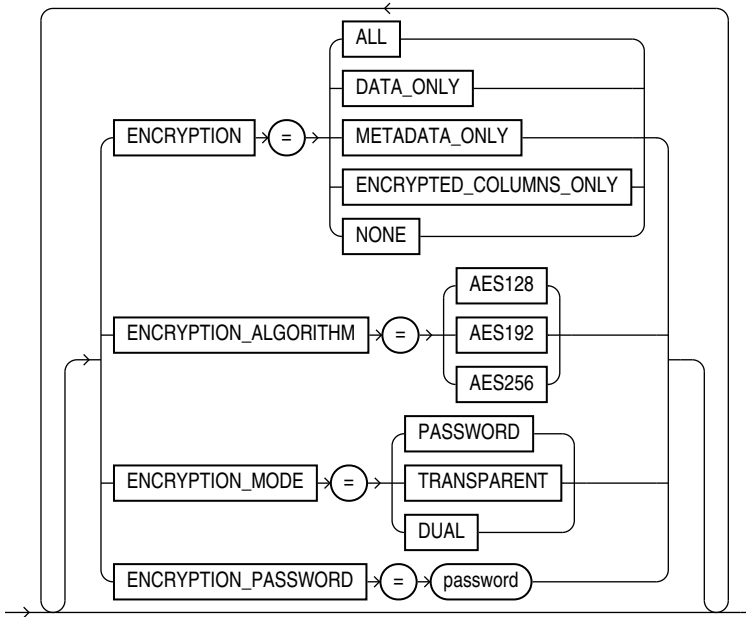 ALL
DATA_ONLY
ENCRYPTION = METADATA_ONLY
ENCRYPTED_COLUMNS_ONLY
NONE
AES128
ENCRYPTION_ALGORITHM = AES192
AES256
PASSWORD
ENCRYPTION_MODE = TRANSPARENT
DUAL
ENCRYPTION_PASSWORD = password